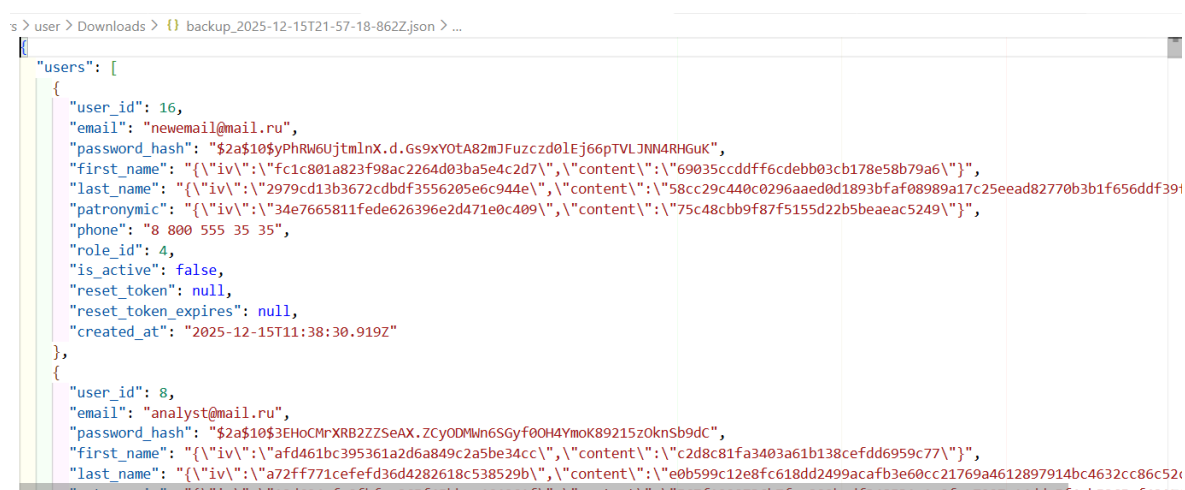 s > user > Downloads > {} backup_2025-12-15T21-57-18-862Z.json > ...
{
"users": [
{
"user_id": 16,
"email": "newemail@mail.ru",
"password_hash": "$2a$10$yPhRW6UjtmlnX.d.Gs9xYOtA82mJFuzczd0lEj66pTVLJNN4RHGuK",
"first_name": "{\"iv\":\"fc1c801a823f98ac2264d03ba5e4c2d7\",\"content\":\"69035ccddff6cdebb03cb178e58b79a6\"}",
"last_name": "{\"iv\":\"2979cd13b3672cdbdf3556205e6c944e\",\"content\":\"58cc29c440c0296aaed0d1893bfaf08989a17c25eead82770b3b1f656ddf39f
"patronymic": "{\"iv\":\"34e7665811fede626396e2d471e0c409\",\"content\":\"75c48cbb9f87f5155d22b5beaeac5249\"}",
"phone": "8 800 555 35 35",
"role_id": 4,
"is_active": false,
"reset_token": null,
"reset_token_expires": null,
"created_at": "2025-12-15T11:38:30.919Z"
},
{
"user_id": 8,
"email": "analyst@mail.ru",
"password_hash": "$2a$10$3EHoCMrXRB2ZZSeAX.ZCyODMWn6SGyf0OH4YmoK89215zOknSb9dC",
"first_name": "{\"iv\":\"afd461bc395361a2d6a849c2a5be34cc\",\"content\":\"c2d8c81fa3403a61b138cefdd6959c77\"}",
"last_name": "{\"iv\":\"a72ff771cefefd36d4282618c538529b\",\"content\":\"e0b599c12e8fc618dd2499acafb3e60cc21769a4612897914bc4632cc86c52c